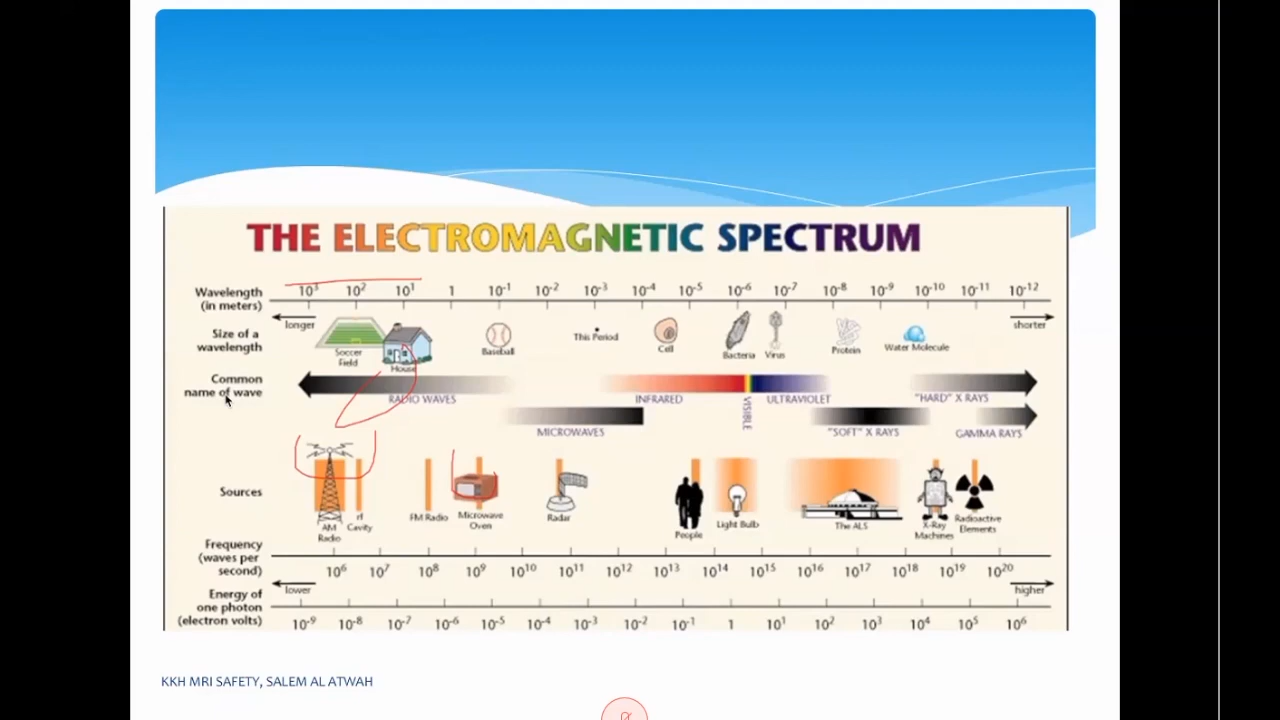 THE ELECTROMAGNETIC SPECTRUM
Wavelength
(in meters)
10³ 10² 10¹ 1 10⁻¹ 10⁻² 10⁻³ 10⁻⁴ 10⁻⁵ 10⁻⁶ 10⁻⁷ 10⁻⁸ 10⁻⁹ 10⁻¹⁰ 10⁻¹¹ 10⁻¹²
longer
shorter
Size of a
wavelength
Soccer
Field
House
Baseball
This Period
Cell
Bacteria
Virus
Protein
Water Molecule
Common
name of wave
RADIO WAVES
INFRARED
VISIBLE
ULTRAVIOLET
"HARD" X RAYS
MICROWAVES
"SOFT" X RAYS
GAMMA RAYS
Sources
AM
Radio
rf
Cavity
FM Radio
Microwave
Oven
Radar
People
Light Bulb
The ALS
X-Ray
Machines
Radioactive
Elements
Frequency
(waves per
second)
10⁶ 10⁷ 10⁸ 10⁹ 10¹⁰ 10¹¹ 10¹² 10¹³ 10¹⁴ 10¹⁵ 10¹⁶ 10¹⁷ 10¹⁸ 10¹⁹ 10²⁰
lower
higher
Energy of
one photon
(electron volts)
10⁻⁹ 10⁻⁸ 10⁻⁷ 10⁻⁶ 10⁻⁵ 10⁻⁴ 10⁻³ 10⁻² 10⁻¹ 1 10¹ 10² 10³ 10⁴ 10⁵ 10⁶
KKH MRI SAFETY, SALEM AL ATWAH